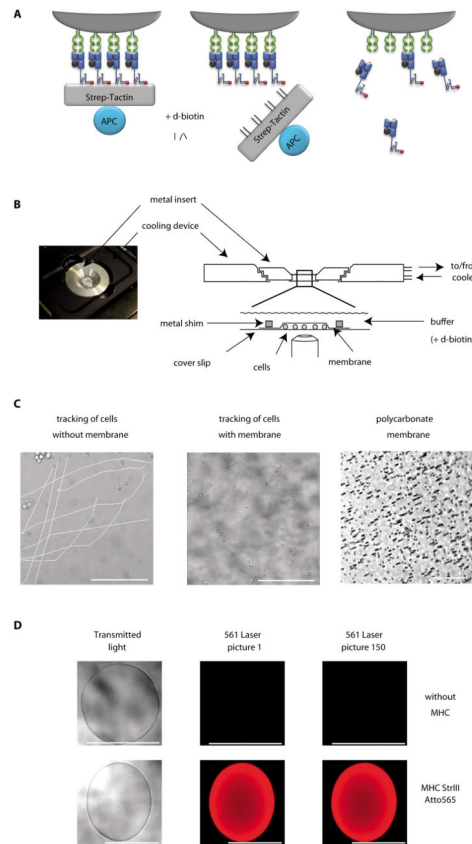 A
Strep-Tactin
APC
+ d-biotin
Strep-Tactin
APC
B
metal insert
cooling device
to/fro
coole
metal shim
cover slip
cells
membrane
buffer
(+ d-biotin
C
tracking of cells
without membrane
tracking of cells
with membrane
polycarbonate
membrane
D
Transmitted
light
561 Laser
picture 1
561 Laser
picture 150
without
MHC
MHC StrIII
Atto565